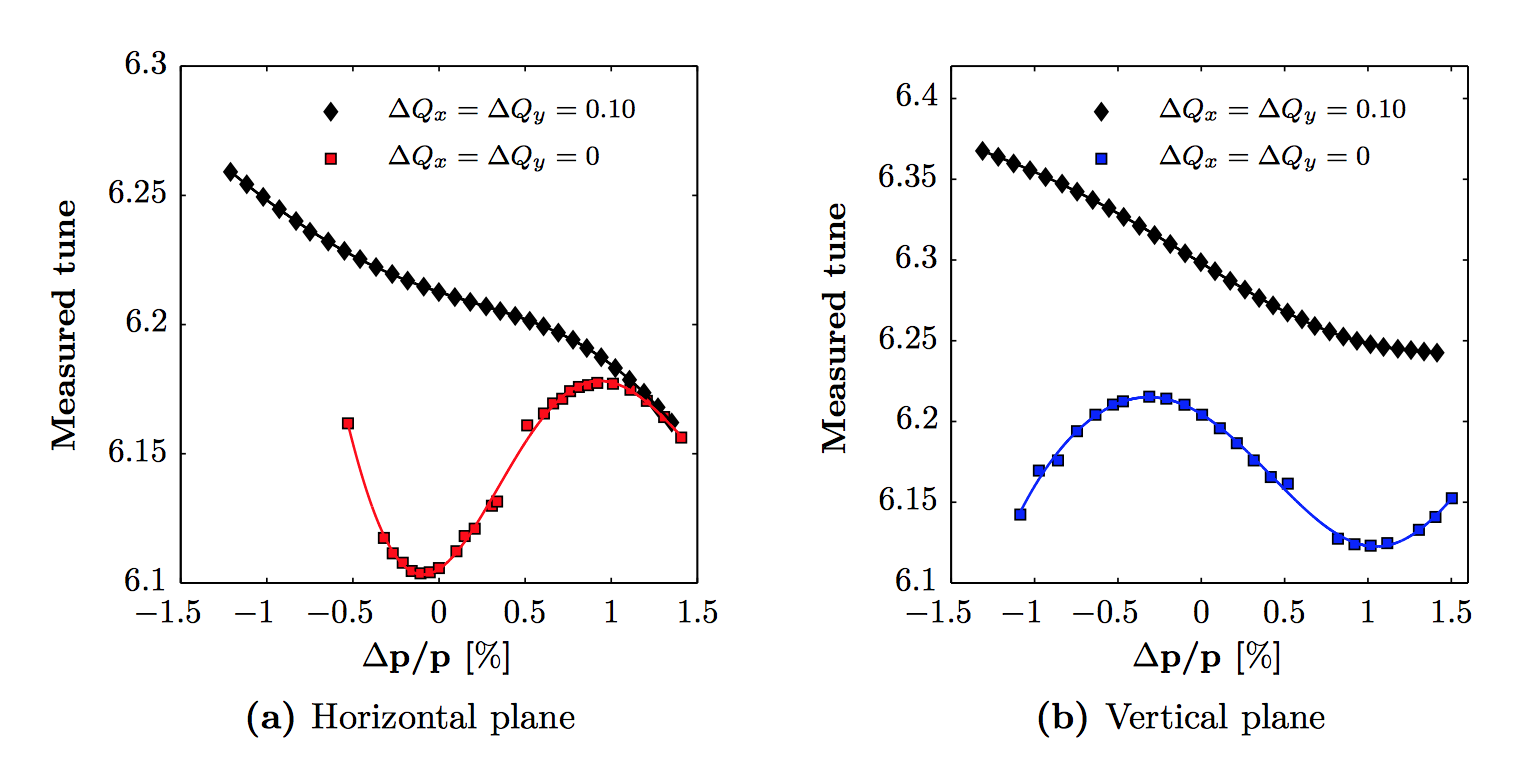 6.3
6.25
6.2
6.15
6.1
Measured tune
ΔQx = ΔQy = 0.10
ΔQx = ΔQy = 0
−1.5 −1 −0.5 0 0.5 1 1.5
Δp/p [%]
(a) Horizontal plane
6.4
6.35
6.3
6.25
6.2
6.15
6.1
Measured tune
ΔQx = ΔQy = 0.10
ΔQx = ΔQy = 0
−1.5 −1 −0.5 0 0.5 1 1.5
Δp/p [%]
(b) Vertical plane